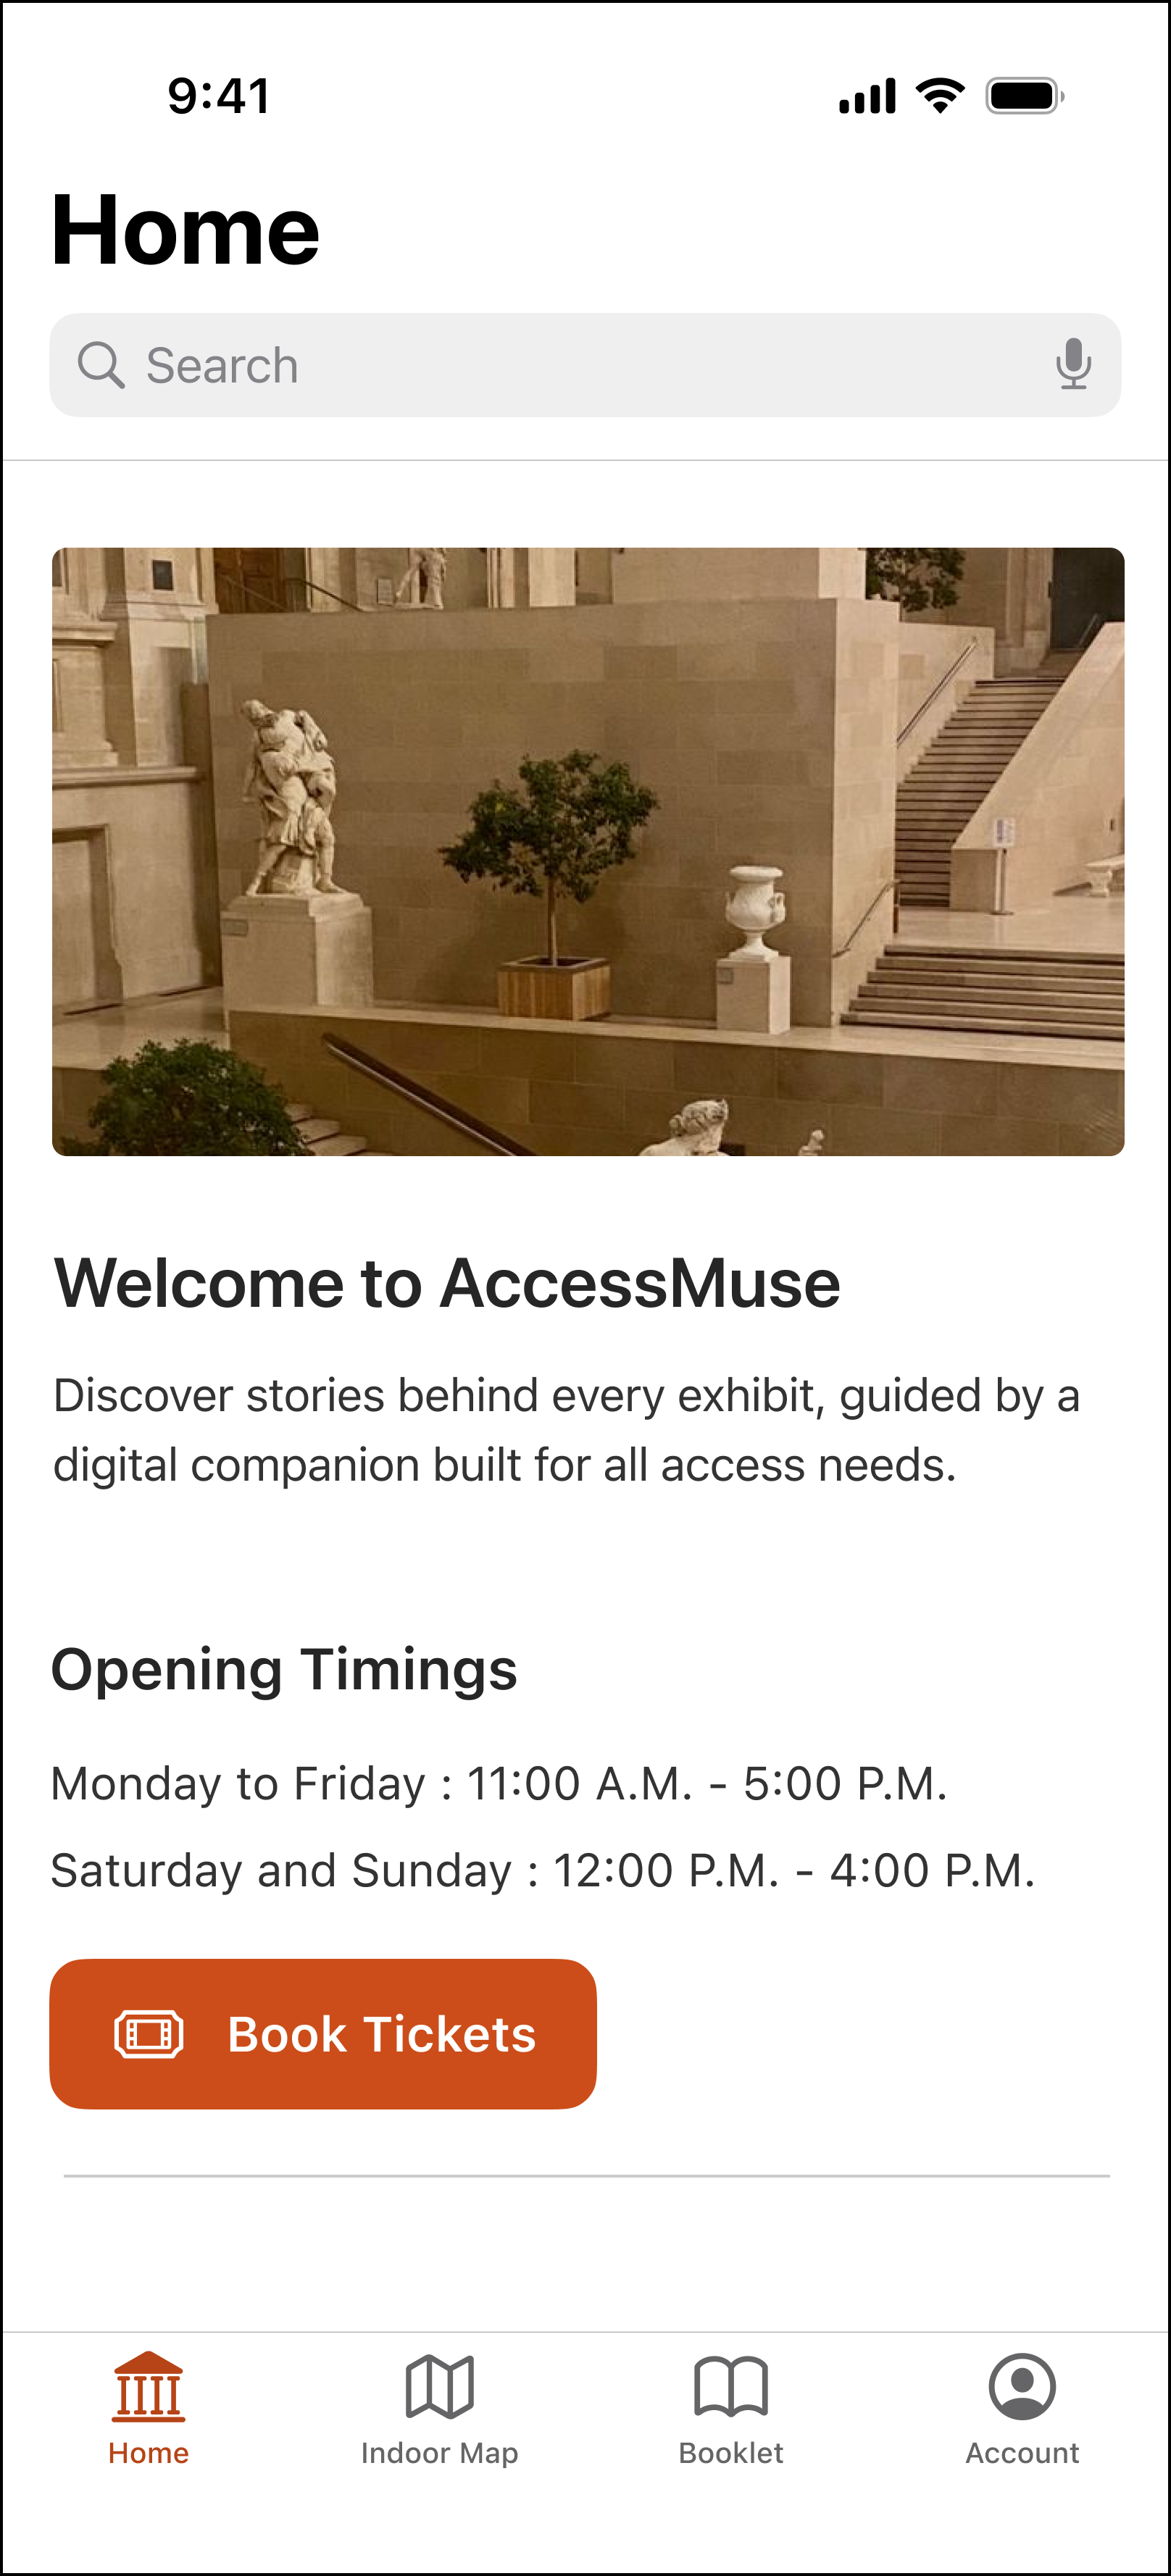 9:41
Home
Search
Welcome to AccessMuse
Discover stories behind every exhibit, guided by a
digital companion built for all access needs.
Opening Timings
Monday to Friday : 11:00 A.M. - 5:00 P.M.
Saturday and Sunday : 12:00 P.M. - 4:00 P.M.
Book Tickets
Home
Indoor Map
Booklet
Account